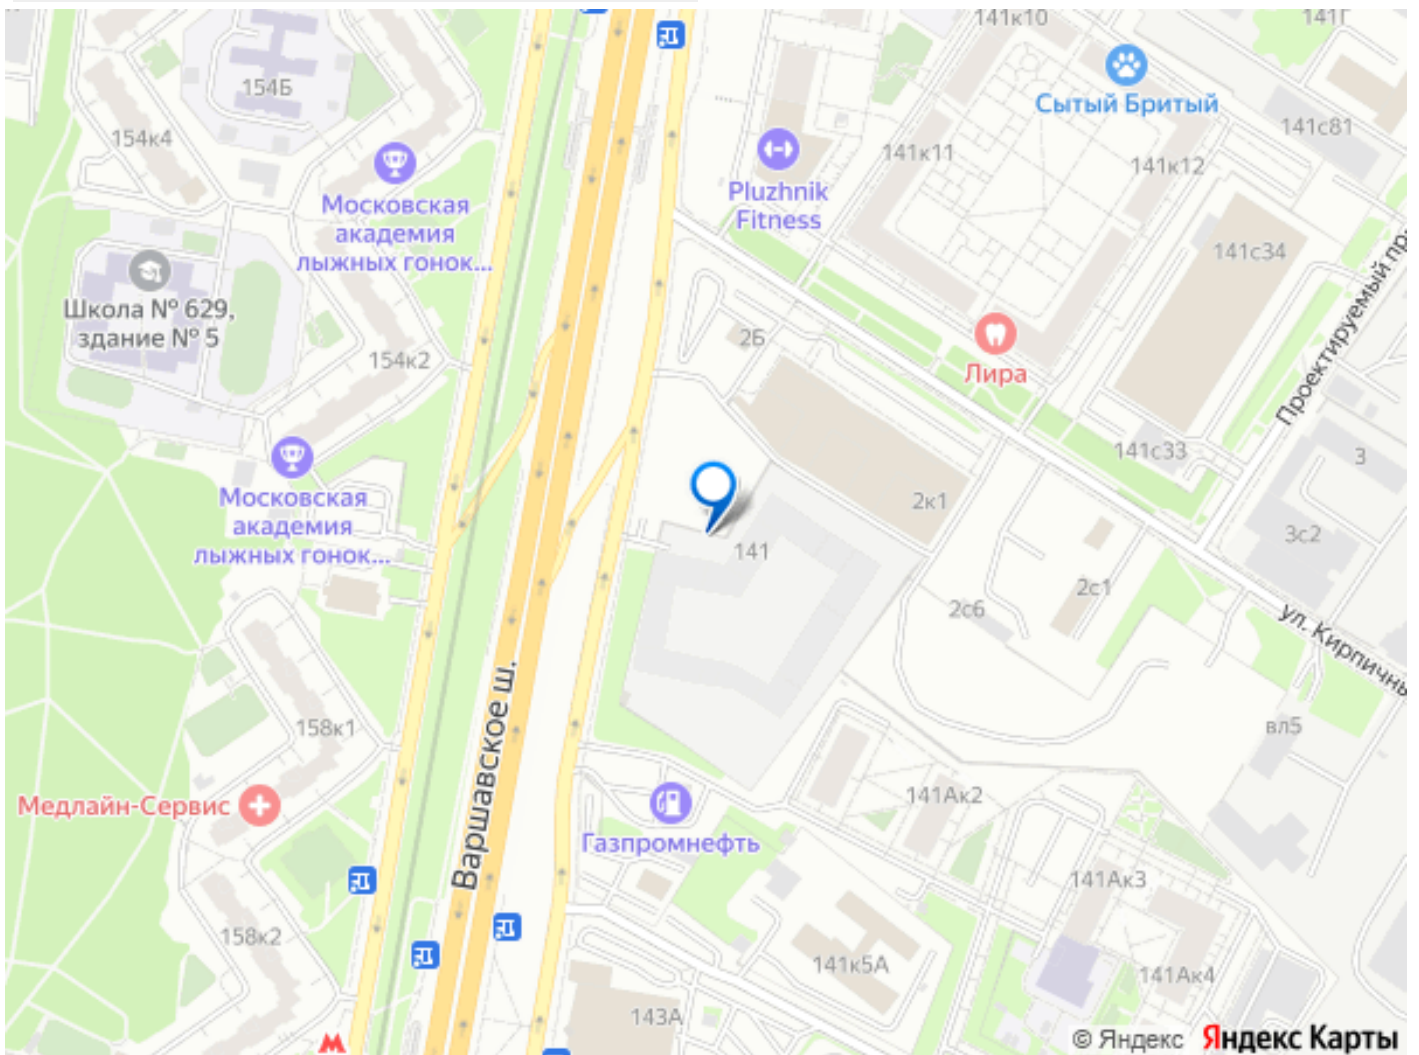 141к10
141Г
154Б
Сытый Бритый
154к4
141с81
141к11
141к12
Московская
академия
лыжных гонок...
Pluzhnik
Fitness
141с34
Школа № 629,
здание № 5
154к2
2Б
Лира
Проектируемый пр
141с33
3
Московская
академия
лыжных гонок...
2к1
3с2
141
2с1
2с6
ул. Кирпичны
Варшавское ш.
158к1
вл5
Медлайн-Сервис
141Ак2
Газпромнефть
141Ак3
158к2
141к5А
141Ак4
143А
© Яндекс Яндекс Карты